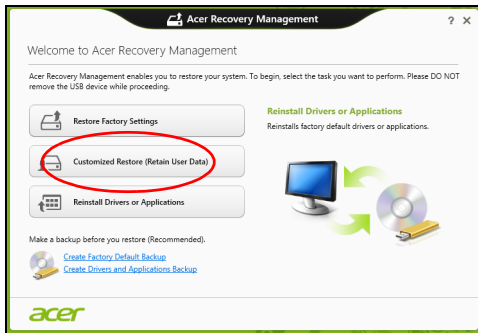 Acer Recovery Management
? ×
Welcome to Acer Recovery Management
Acer Recovery Management enables you to restore your system. To begin, select the task you want to perform. Please DO NOT
remove the USB device while proceeding.
Restore Factory Settings
Customized Restore (Retain User Data)
Reinstall Drivers or Applications
Reinstall Drivers or Applications
Reinstalls factory default drivers or applications.
Make a backup before you restore (Recommended).
Create Factory Default Backup
Create Drivers and Applications Backup
acer